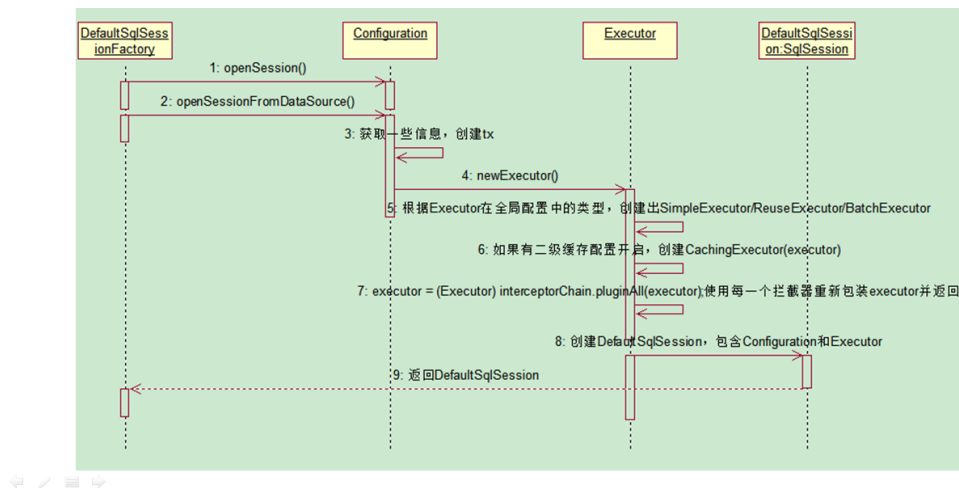 DefaultSqlSess
ionFactory
Configuration
Executor
DefaultSqlSessi
on:SqlSession
1: openSession()
2: openSessionFromDataSource()
3: 获取一些信息，创建tx
4: newExecutor()
5: 根据Executor在全局配置中的类型，创建出SimpleExecutor/ReuseExecutor/BatchExecutor
6: 如果有二级缓存配置开启，创建CachingExecutor(executor)
7: executor = (Executor) interceptorChain.pluginAll(executor);使用每一个拦截器重新包装executor并返回
8: 创建DefaultSqlSession，包含Configuration和Executor
9: 返回DefaultSqlSession